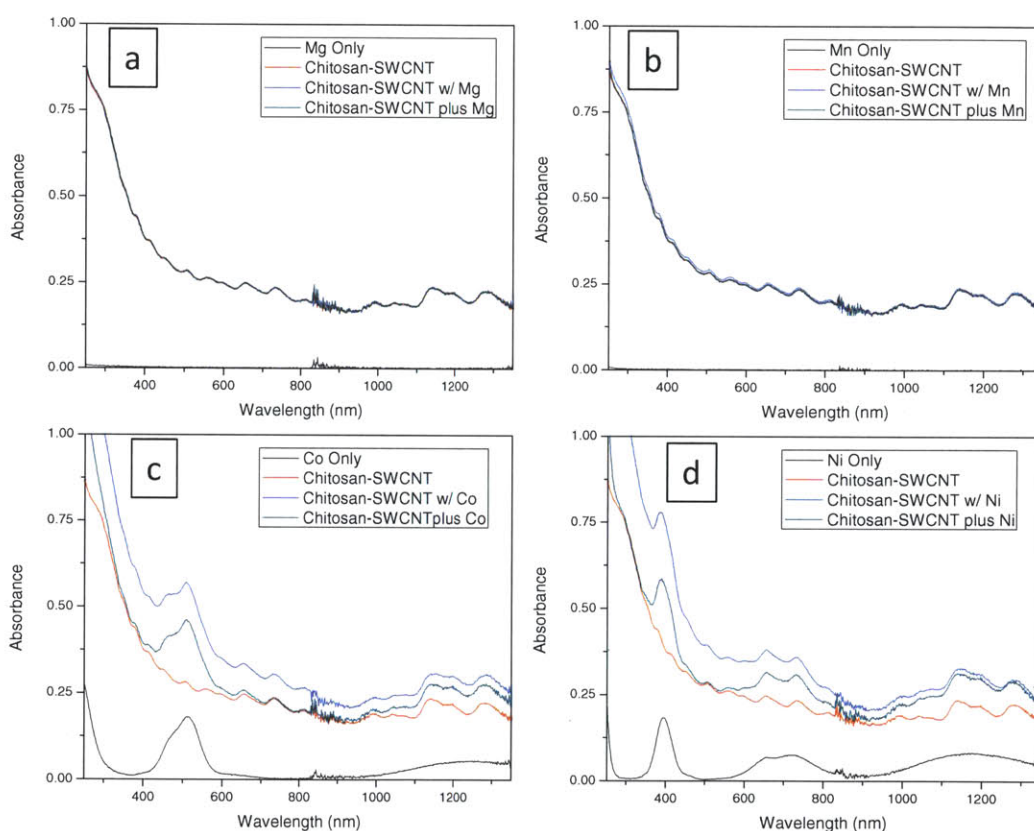 a
Mg Only
Chitosan-SWCNT
Chitosan-SWCNT w/ Mg
Chitosan-SWCNT plus Mg
1.00
0.75
0.50
0.25
0.00
Absorbance
400 600 800 1000 1200
Wavelength (nm)
b
Mn Only
Chitosan-SWCNT
Chitosan-SWCNT w/ Mn
Chitosan-SWCNT plus Mn
1.00
0.75
0.50
0.25
0.00
Absorbance
400 600 800 1000 1200
Wavelength (nm)
c
Co Only
Chitosan-SWCNT
Chitosan-SWCNT w/ Co
Chitosan-SWCNTplus Co
1.00
0.75
0.50
0.25
0.00
Absorbance
400 600 800 1000 1200
Wavelength (nm)
d
Ni Only
Chitosan-SWCNT
Chitosan-SWCNT w/ Ni
Chitosan-SWCNT plus Ni
1.00
0.75
0.50
0.25
0.00
Absorbance
400 600 800 1000 1200
Wavelength (nm)